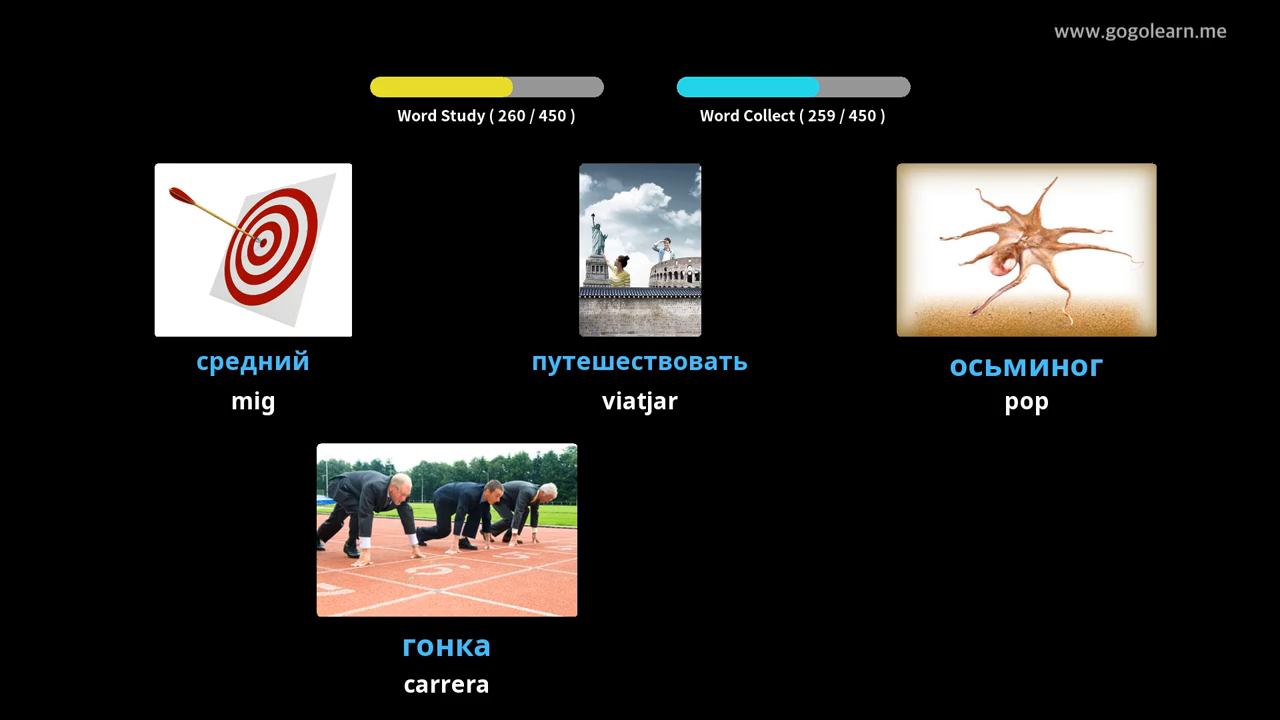 www.gogolearn.me
Word Study ( 260 / 450 )
Word Collect ( 259 / 450 )
средний
mig
путешествовать
viatjar
осьминог
pop
гонка
carrera